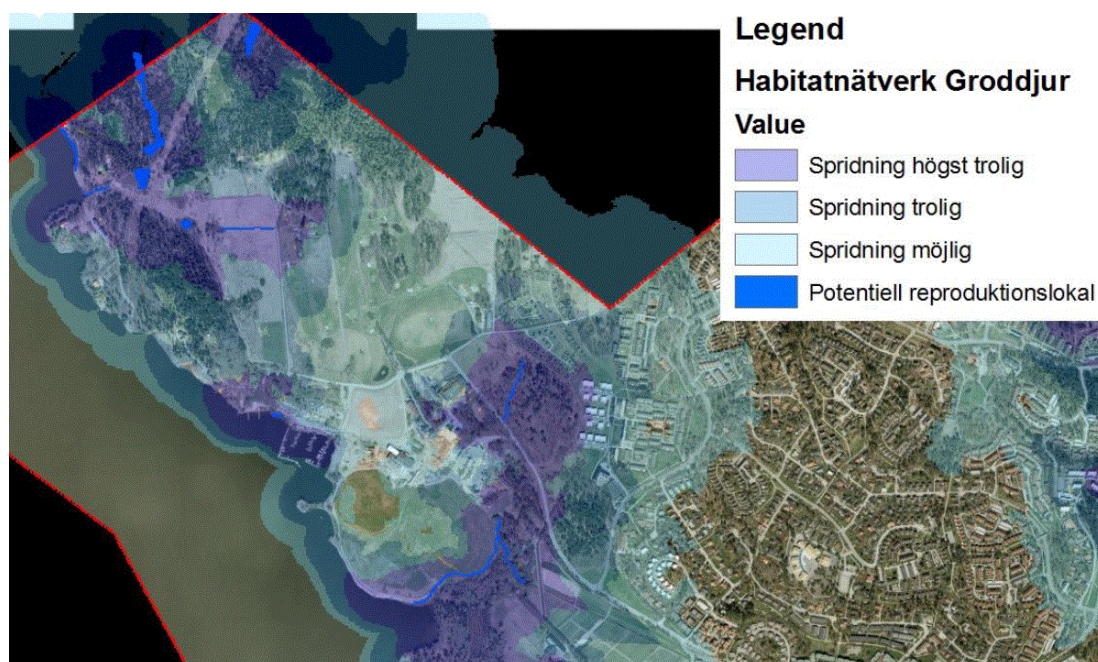 Legend
Habitatnätverk Groddjur
Value
Spridning högst trolig
Spridning trolig
Spridning möjlig
Potentiell reproduktionslokal